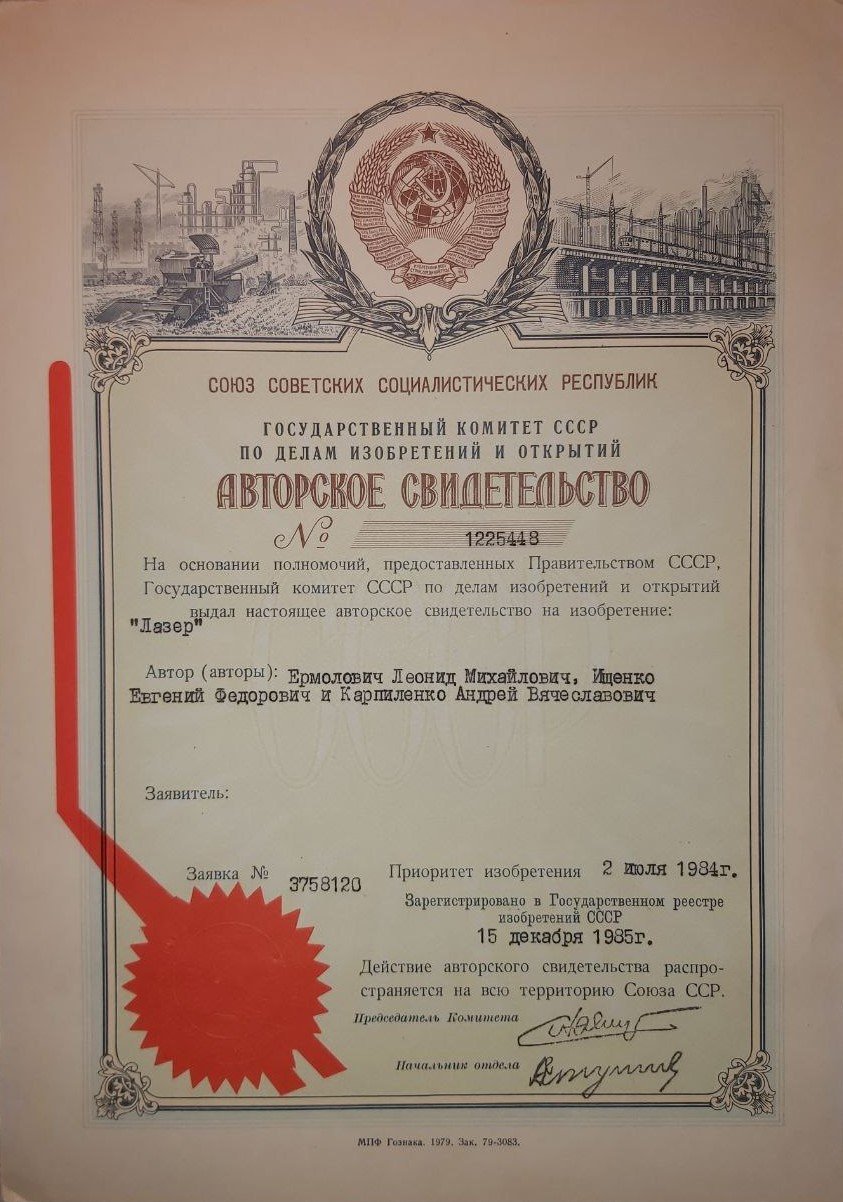 СОЮЗ СОВЕТСКИХ СОЦИАЛИСТИЧЕСКИХ РЕСПУБЛИК
ГОСУДАРСТВЕННЫЙ КОМИТЕТ СССР
ПО ДЕЛАМ ИЗОБРЕТЕНИЙ И ОТКРЫТИЙ
АВТОРСКОЕ СВИДЕТЕЛЬСТВО
№ 1225448
На основании полномочий, предоставленных Правительством СССР,
Государственный комитет СССР по делам изобретений и открытий
выдал настоящее авторское свидетельство на изобретение:
"Лазер"
Автор (авторы): Ермолович Леонид Михайлович, Ищенко
Евгений Федорович и Карпиленко Андрей Вячеславович
Заявитель:
Заявка № 3758120
Приоритет изобретения 2 июля 1984г.
Зарегистрировано в Государственном реестре
изобретений СССР
15 декабря 1985г.
Действие авторского свидетельства распро-
страняется на всю территорию Союза ССР.
Председатель Комитета
Начальник отдела
МПФ Гознака. 1979. Зак. 79-3083.